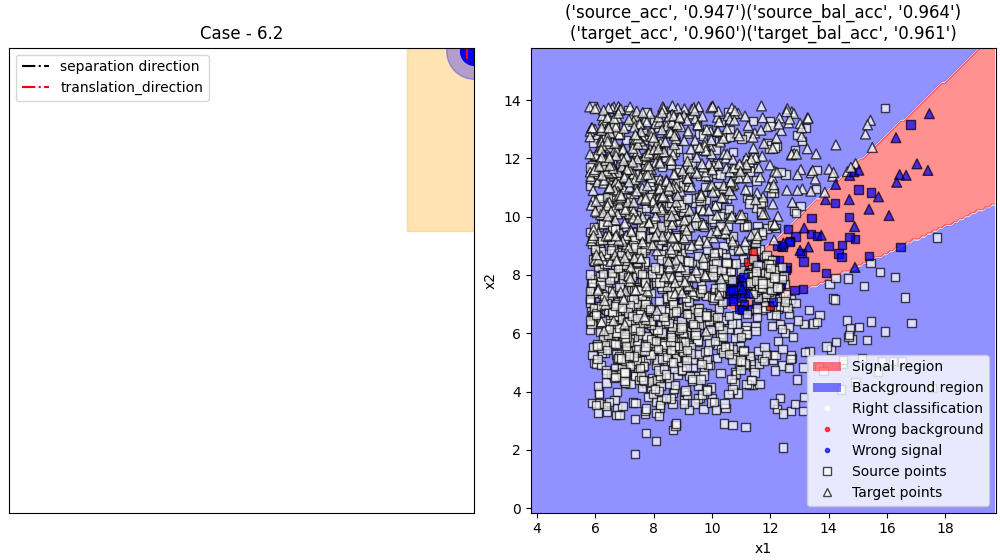 Case - 6.2
separation direction
translation_direction
('source_acc', '0.947')('source_bal_acc', '0.964')
('target_acc', '0.960')('target_bal_acc', '0.961')
x2
14
12
10
8
6
4
2
0
Signal region
Background region
Right classification
Wrong background
Wrong signal
Source points
Target points
4 6 8 10 12 14 16 18
x1